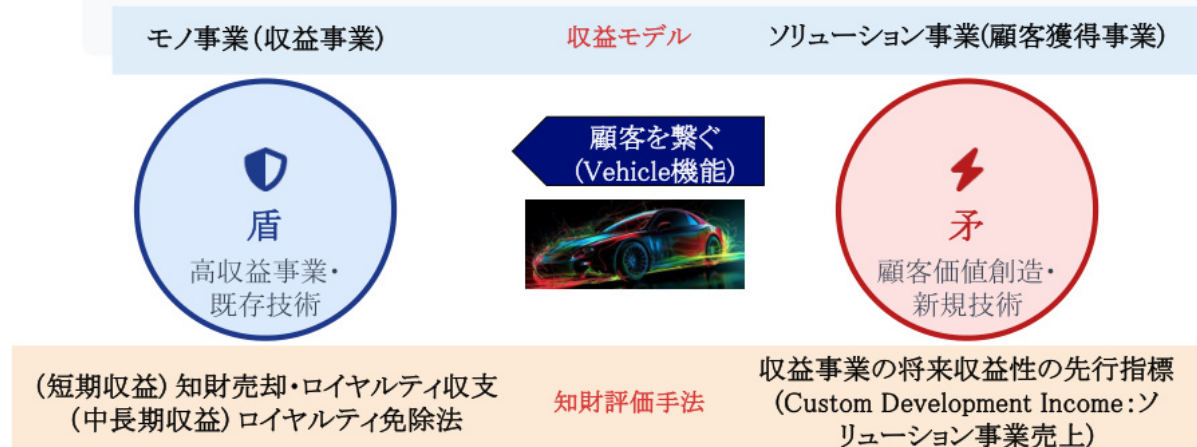 モノ事業(収益事業)
収益モデル
ソリューション事業(顧客獲得事業)
盾
高収益事業・
既存技術
顧客を繋ぐ
(Vehicle機能)
矛
顧客価値創造・
新規技術
(短期収益) 知財売却・ロイヤルティ収支
(中長期収益) ロイヤルティ免除法
知財評価手法
収益事業の将来収益性の先行指標
(Custom Development Income:ソ
リューション事業売上)